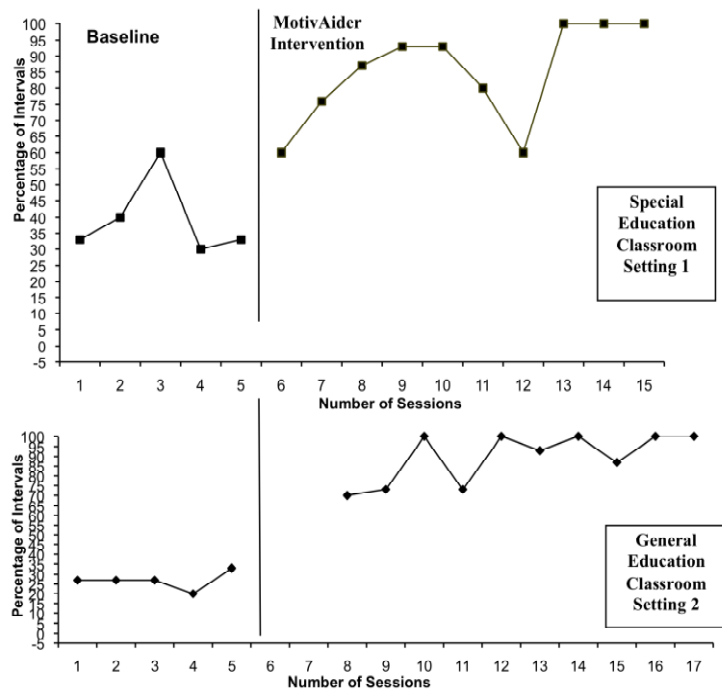 Baseline
MotivAider
Intervention
Percentage of Intervals
100
95
90
85
80
75
70
65
60
55
50
45
40
35
30
25
20
15
10
5
0
-5
Special
Education
Classroom
Setting 1
1 2 3 4 5 6 7 8 9 10 11 12 13 14 15
Number of Sessions
Percentage of Intervals
100
95
90
85
80
75
70
65
60
55
50
45
40
35
30
25
20
15
10
5
0
-5
General
Education
Classroom
Setting 2
1 2 3 4 5 6 7 8 9 10 11 12 13 14 15 16 17
Number of Sessions